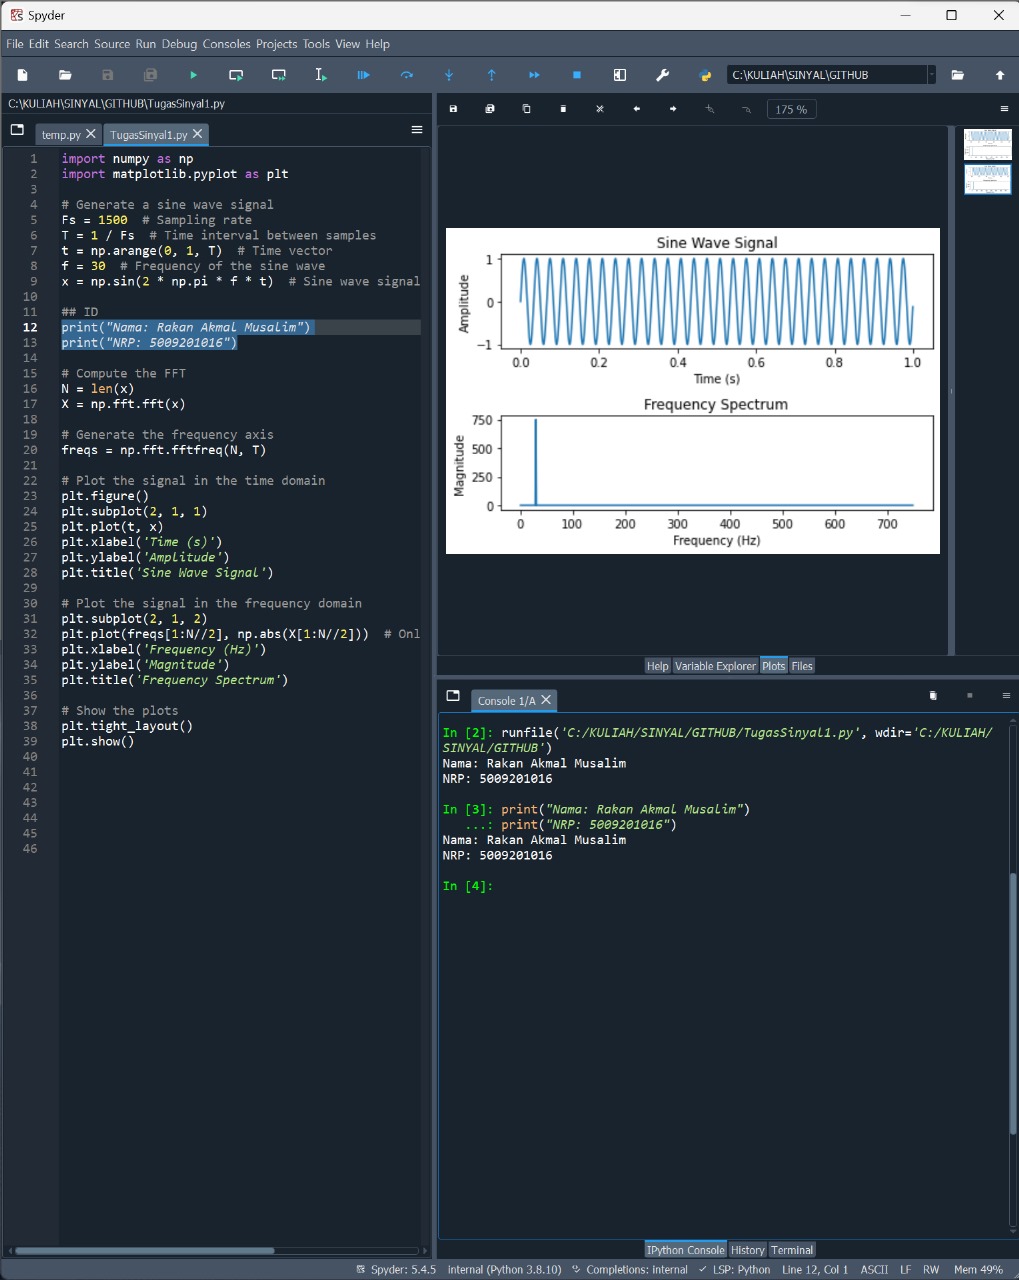 Spyder
File Edit Search Source Run Debug Consoles Projects Tools View Help
C:\KULIAH\SINYAL\GITHUB
C:\KULIAH\SINYAL\GITHUB\TugasSinyal1.py
temp.py
TugasSinyal1.py
1 import numpy as np
2 import matplotlib.pyplot as plt
3
4 # Generate a sine wave signal
5 Fs = 1500  # Sampling rate
6 T = 1 / Fs  # Time interval between samples
7 t = np.arange(0, 1, T)  # Time vector
8 f = 30  # Frequency of the sine wave
9 x = np.sin(2 * np.pi * f * t)  # Sine wave signal
10
11 ## ID
12 print("Nama: Rakan Akmal Musalim")
13 print("NRP: 5009201016")
14
15 # Compute the FFT
16 N = len(x)
17 X = np.fft.fft(x)
18
19 # Generate the frequency axis
20 freqs = np.fft.fftfreq(N, T)
21
22 # Plot the signal in the time domain
23 plt.figure()
24 plt.subplot(2, 1, 1)
25 plt.plot(t, x)
26 plt.xlabel('Time (s)')
27 plt.ylabel('Amplitude')
28 plt.title('Sine Wave Signal')
29
30 # Plot the signal in the frequency domain
31 plt.subplot(2, 1, 2)
32 plt.plot(freqs[1:N//2], np.abs(X[1:N//2]))  # Onl
33 plt.xlabel('Frequency (Hz)')
34 plt.ylabel('Magnitude')
35 plt.title('Frequency Spectrum')
36
37 # Show the plots
38 plt.tight_layout()
39 plt.show()
40
41
42
43
44
45
46
175 %
Sine Wave Signal
Amplitude
1
0
−1
0.0 0.2 0.4 0.6 0.8 1.0
Time (s)
Frequency Spectrum
Magnitude
750
500
250
0
0 100 200 300 400 500 600 700
Frequency (Hz)
Help Variable Explorer Plots Files
Console 1/A
In [2]: runfile('C:/KULIAH/SINYAL/GITHUB/TugasSinyal1.py', wdir='C:/KULIAH/
SINYAL/GITHUB')
Nama: Rakan Akmal Musalim
NRP: 5009201016
In [3]: print("Nama: Rakan Akmal Musalim")
...: print("NRP: 5009201016")
Nama: Rakan Akmal Musalim
NRP: 5009201016
In [4]:
IPython Console History Terminal
Spyder: 5.4.5 internal (Python 3.8.10) Completions: internal LSP: Python Line 12, Col 1 ASCII LF RW Mem 49%